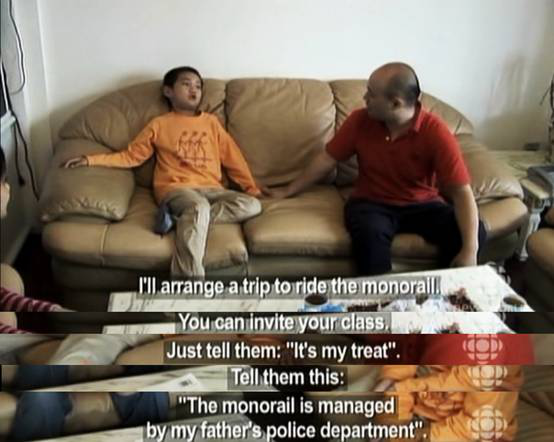 I'll arrange a trip to ride the monorail.
You can invite your class.
Just tell them: "It's my treat".
Tell them this:
"The monorail is managed
by my father's police department".